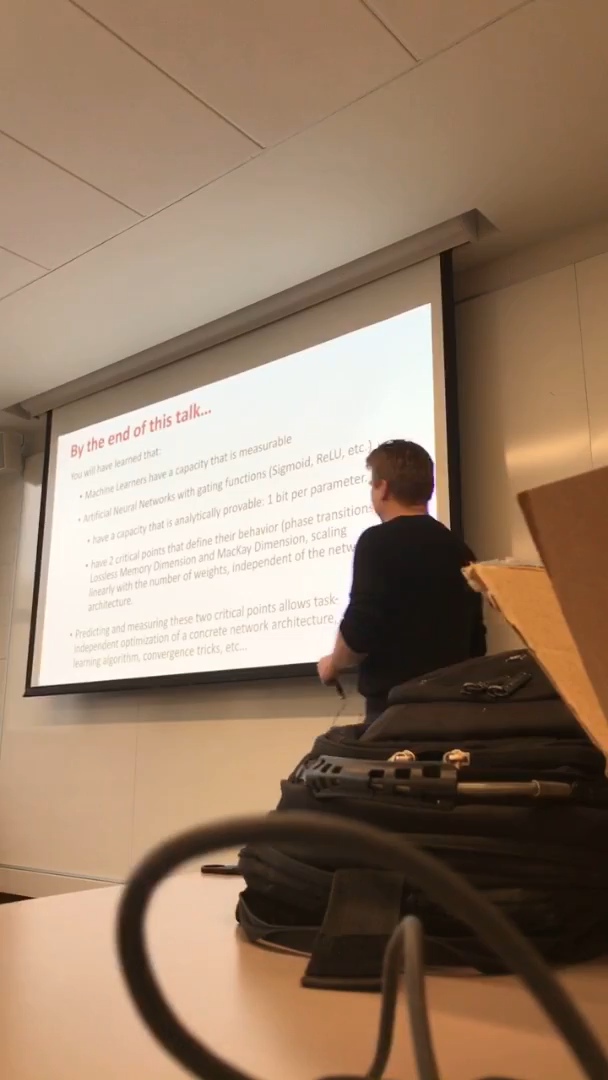 By the end of this talk...
You will have learned that:
• Machine Learners have a capacity that is measurable
• Artificial Neural Networks with gating functions (Sigmoid, ReLU, etc.)
• have a capacity that is analytically provable: 1 bit per parameter.
• have 2 critical points that define their behavior (phase transitions
Lossless Memory Dimension and MacKay Dimension, scaling
linearly with the number of weights, independent of the
architecture.
• Predicting and measuring these two critical points allows task-
independent optimization of a concrete network architecture,
learning algorithm, convergence tricks, etc...